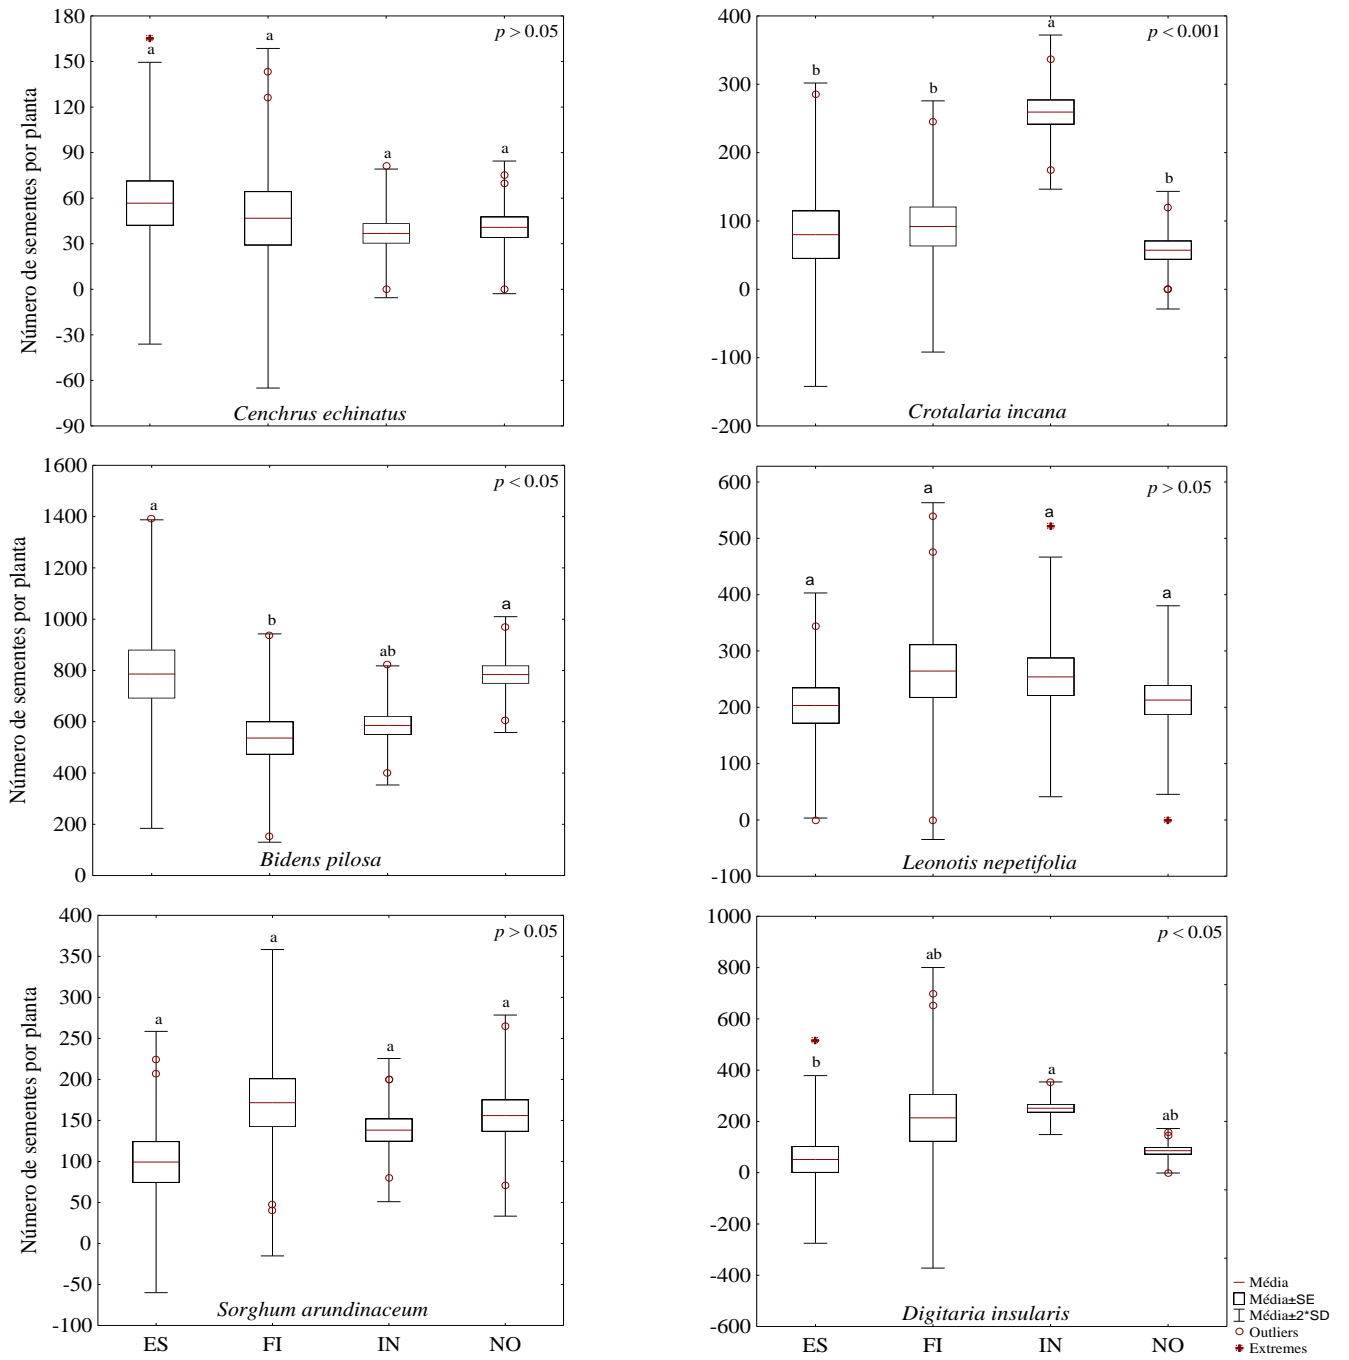 180
150
120
90
60
30
0
-30
-60
-90
Número de sementes por planta
a
a
a
a
p > 0.05
Cenchrus echinatus
400
300
200
100
0
-100
-200
b
b
a
b
p < 0.001
Crotalaria incana
1600
1400
1200
1000
800
600
400
200
0
Número de sementes por planta
a
b
ab
a
p < 0.05
Bidens pilosa
600
500
400
300
200
100
0
-100
a
a
a
a
p > 0.05
Leonotis nepetifolia
400
350
300
250
200
150
100
50
0
-50
-100
Número de sementes por planta
a
a
a
a
p > 0.05
Sorghum arundinaceum
ES FI IN NO
1000
800
600
400
200
0
-200
-400
-600
b
ab
a
ab
p < 0.05
Digitaria insularis
ES FI IN NO
Média
Média±SE
Média±2*SD
Outliers
Extremes